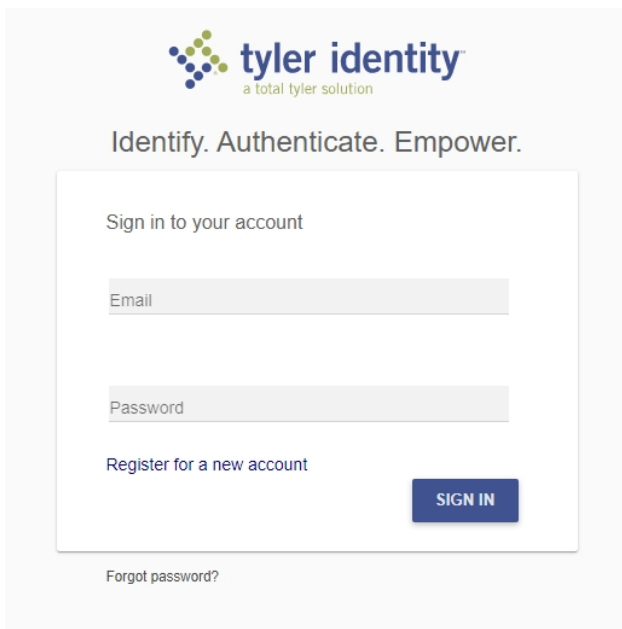 tyler identity™
a total tyler solution
Identify. Authenticate. Empower.
Sign in to your account
Email
Password
Register for a new account
SIGN IN
Forgot password?